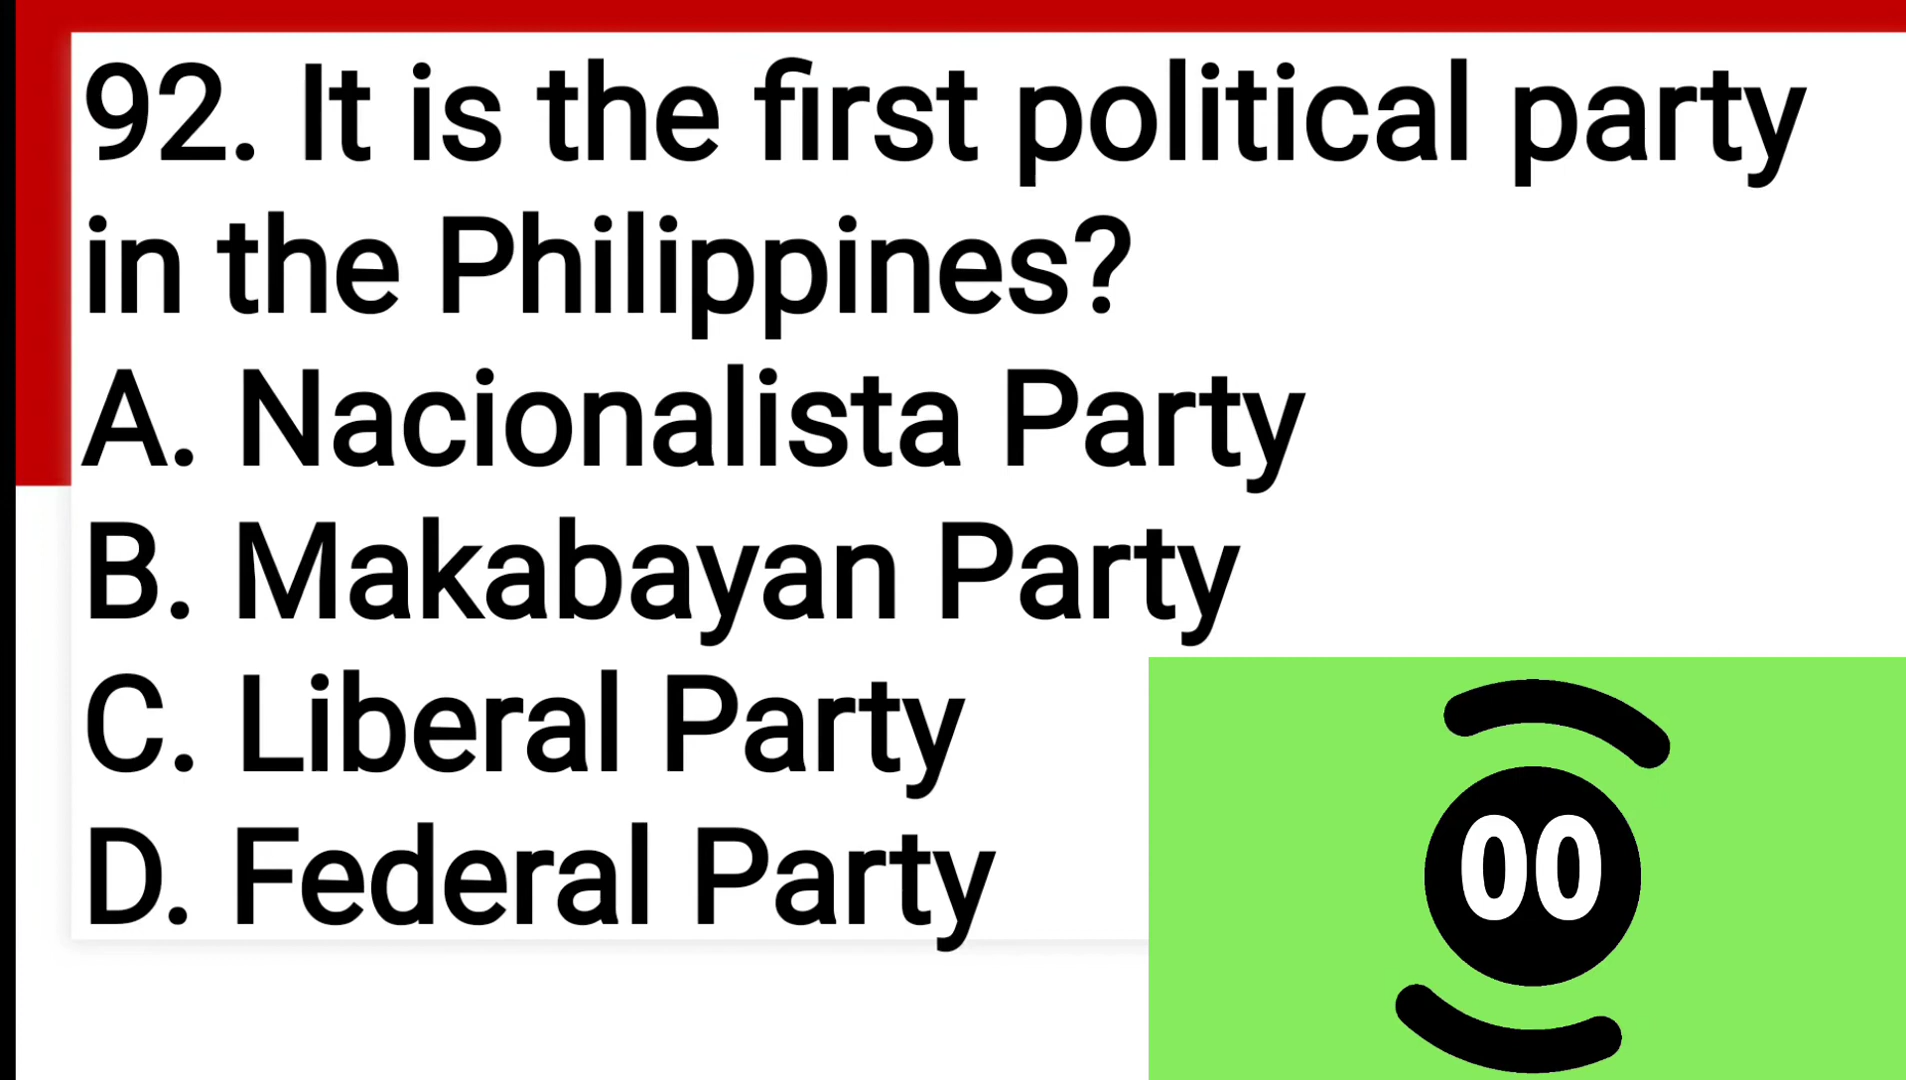 92. It is the first political party
in the Philippines?
A. Nacionalista Party
B. Makabayan Party
C. Liberal Party
D. Federal Party
00